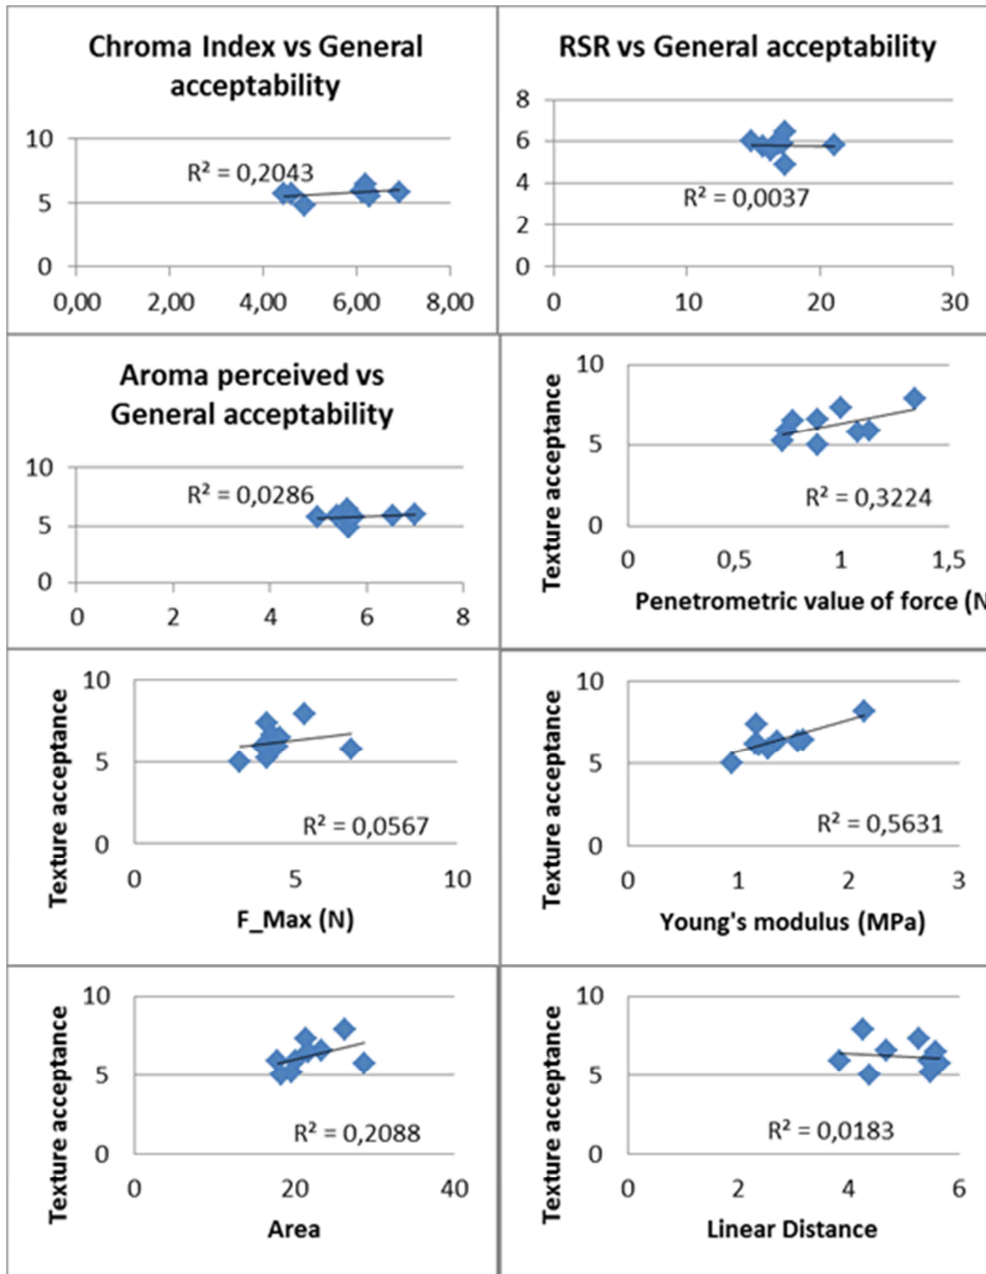 Chroma Index vs General
acceptability
10
5
0
R² = 0,2043
0,00 2,00 4,00 6,00 8,00
RSR vs General acceptability
8
6
4
2
0
R² = 0,0037
0 10 20 30
Aroma perceived vs
General acceptability
10
5
0
R² = 0,0286
0 2 4 6 8
Texture acceptance
10
5
0
R² = 0,3224
0 0,5 1 1,5
Penetrometric value of force (N
Texture acceptance
10
5
0
R² = 0,0567
0 5 10
F_Max (N)
Texture acceptance
10
5
0
R² = 0,5631
0 1 2 3
Young's modulus (MPa)
Texture acceptance
10
5
0
R² = 0,2088
0 20 40
Area
Texture acceptance
10
5
0
R² = 0,0183
0 2 4 6
Linear Distance